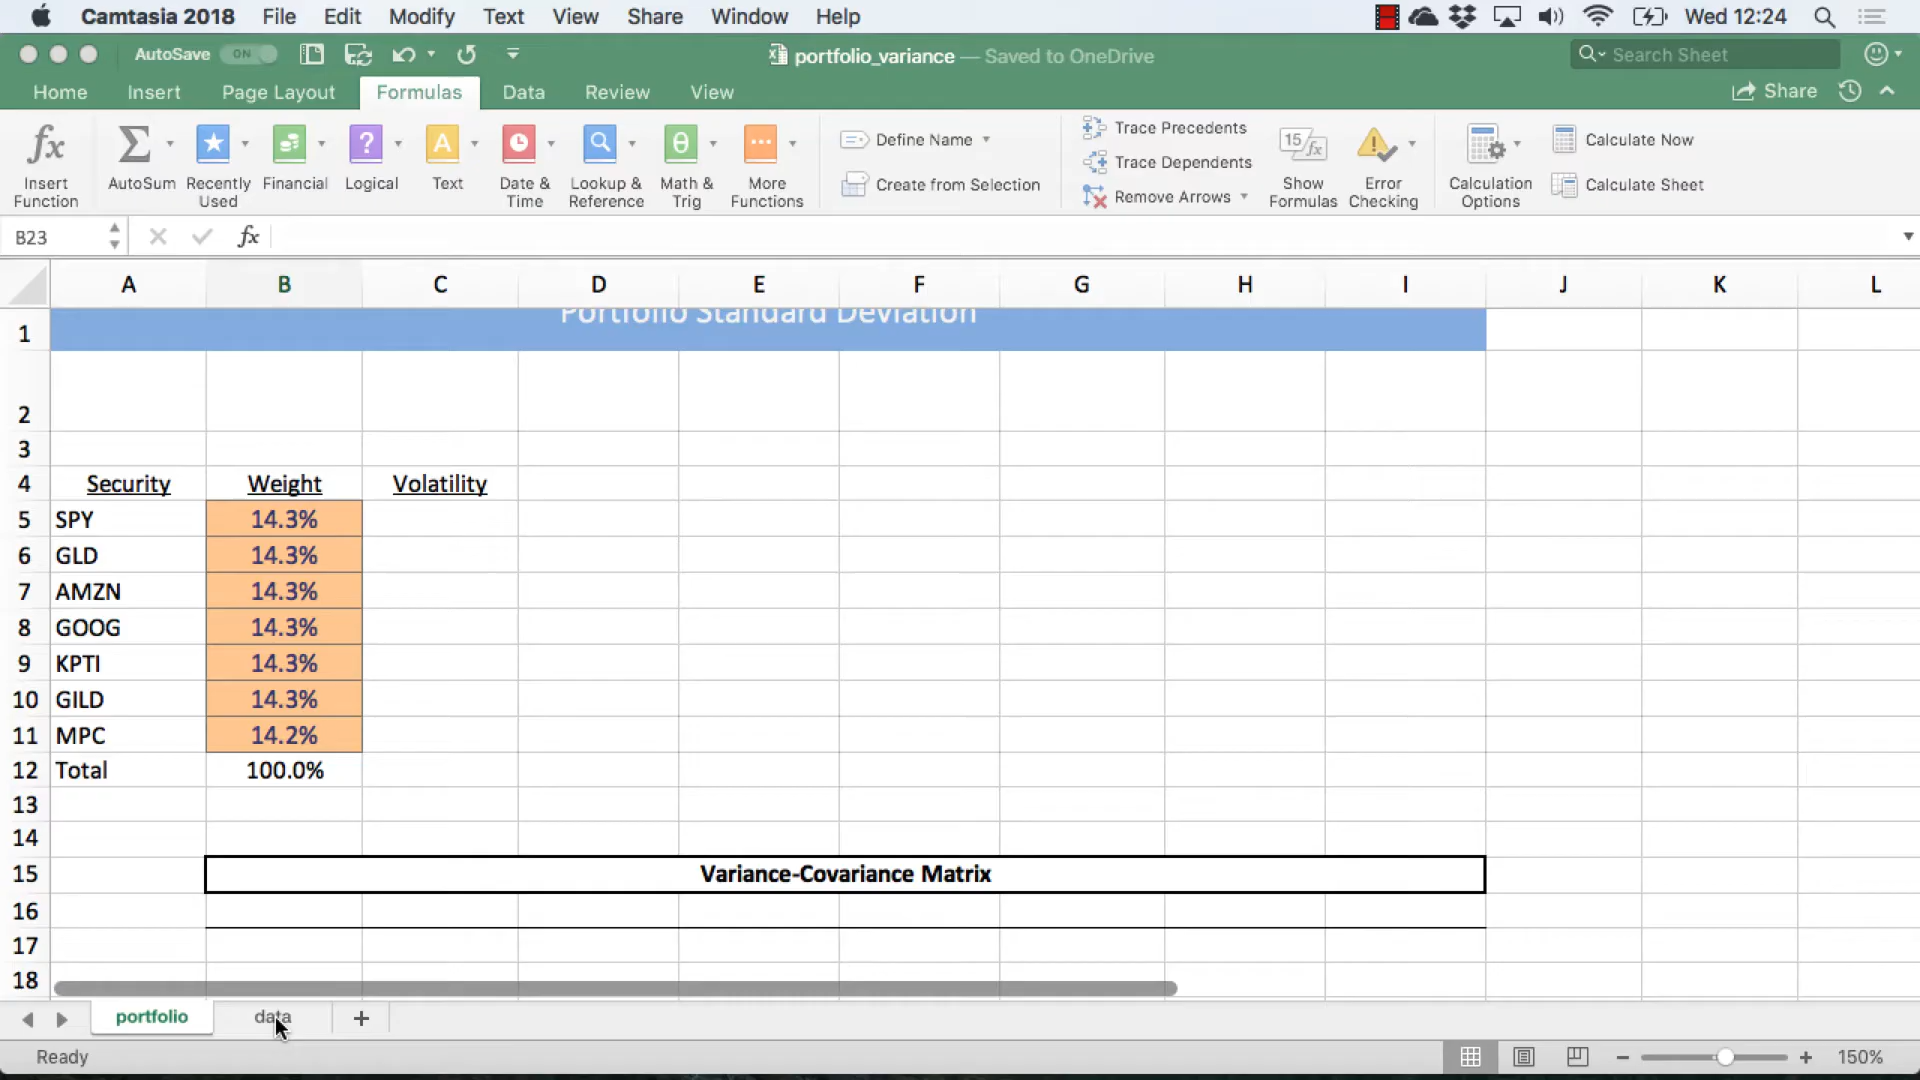 Camtasia 2018 File Edit Modify Text View Share Window Help Wed 12:24
AutoSave ON portfolio_variance — Saved to OneDrive Search Sheet
Home Insert Page Layout Formulas Data Review View Share
Insert Function
AutoSum
Recently Used
Financial
Logical
Text
Date & Time
Lookup & Reference
Math & Trig
More Functions
Define Name
Create from Selection
Trace Precedents
Trace Dependents
Remove Arrows
Show Formulas
Error Checking
Calculation Options
Calculate Now
Calculate Sheet
B23 fx
A B C D E F G H I J K L
1 Portfolio Standard Deviation
2
3
4 Security Weight Volatility
5 SPY 14.3%
6 GLD 14.3%
7 AMZN 14.3%
8 GOOG 14.3%
9 KPTI 14.3%
10 GILD 14.3%
11 MPC 14.2%
12 Total 100.0%
13
14
15 Variance-Covariance Matrix
16
17
18
portfolio data +
Ready 150%